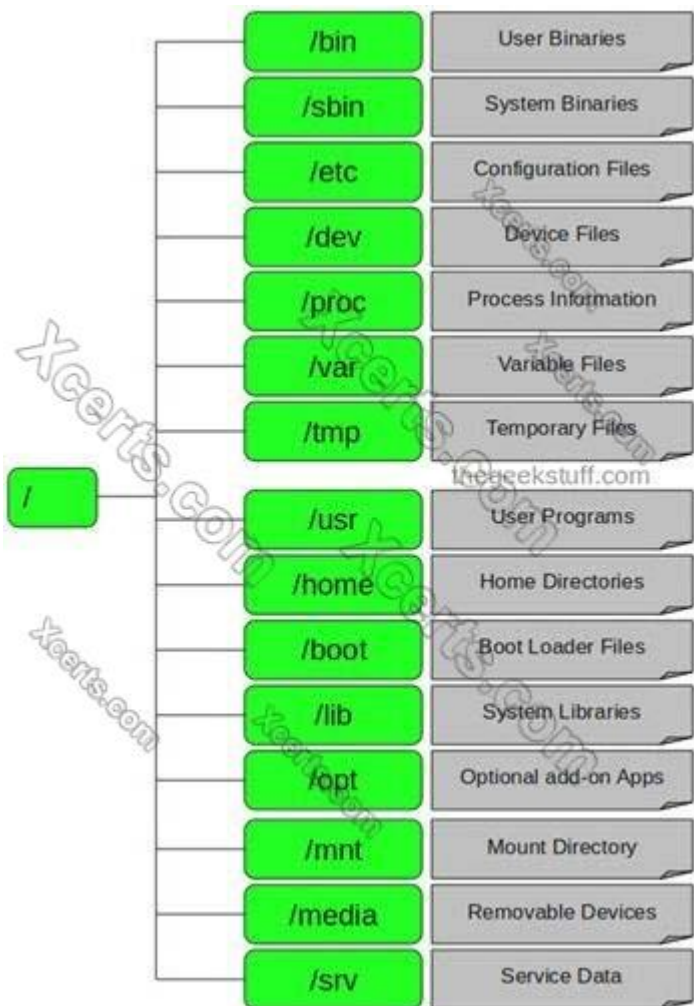 /bin User Binaries
/sbin System Binaries
/etc Configuration Files
/dev Device Files
/proc Process Information
/var Variable Files
/tmp Temporary Files
thegeekstuff.com
/
/usr User Programs
/home Home Directories
/boot Boot Loader Files
/lib System Libraries
/opt Optional add-on Apps
/mnt Mount Directory
/media Removable Devices
/srv Service Data
Xcerts.com
Xcerts.com
Xcerts.com
Xcerts.com
Xcerts.com
Xcerts.com
Xcerts.com